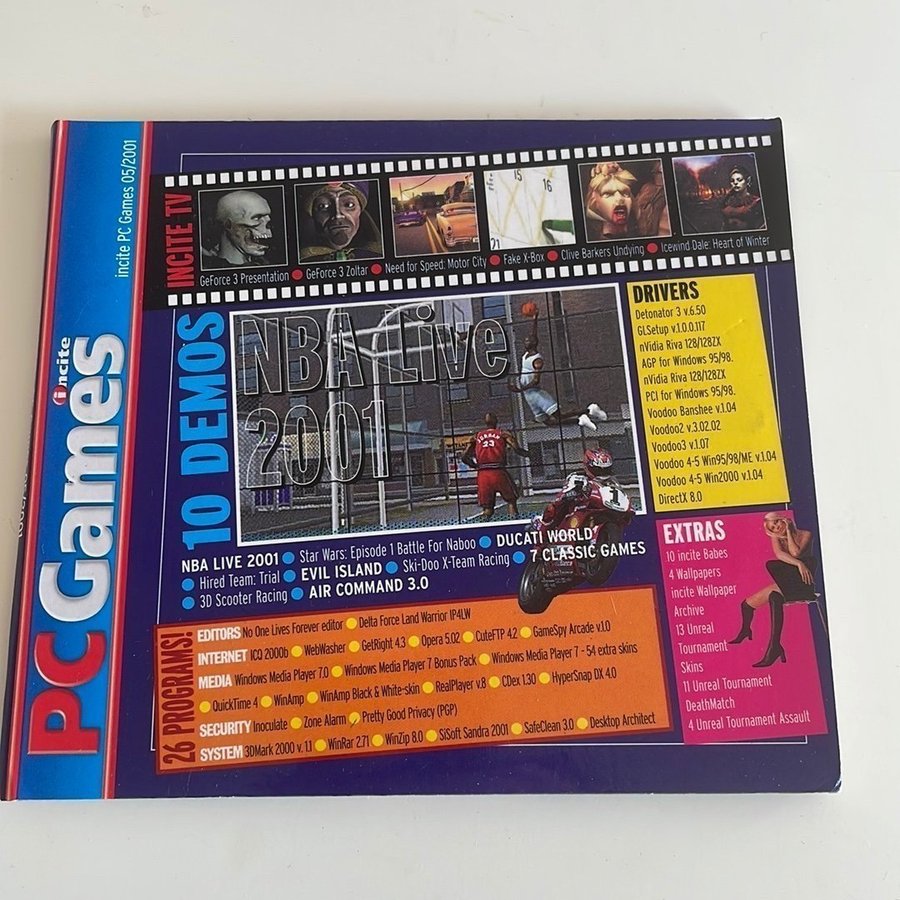 incite PC Games 05/2001
incite
PC Games
INCITE TV
15
16
21
GeForce 3 Presentation ● GeForce 3 Zoltar ● Need for Speed: Motor City ● Fake X-Box ● Clive Barkers Undying ● Icewind Dale: Heart of Winter
10 DEMOS
NBA Live
2001
JORDAN
23
1
NBA LIVE 2001 ● Star Wars: Episode 1 Battle For Naboo ● DUCATI WORLD
● Hired Team: Trial ● EVIL ISLAND ● Ski-Doo X-Team Racing ● 7 CLASSIC GAMES
● 3D Scooter Racing ● AIR COMMAND 3.0
DRIVERS
Detonator 3 v.6.50
GLSetup v.1.0.0.117
nVidia Riva 128/128ZX
AGP for Windows 95/98.
nVidia Riva 128/128ZX
PCI for Windows 95/98.
Voodoo Banshee v.1.04
Voodoo2 v.3.02.02
Voodoo3 v.1.07
Voodoo 4-5 Win95/98/ME v.1.04
Voodoo 4-5 Win2000 v.1.04
DirectX 8.0
EXTRAS
10 incite Babes
4 Wallpapers
incite Wallpaper
Archive
13 Unreal
Tournament
Skins
11 Unreal Tournament
DeathMatch
4 Unreal Tournament Assault
26 PROGRAMS!
EDITORS No One Lives Forever editor ● Delta Force Land Warrior IP4LW
INTERNET ICQ 2000b ● WebWasher ● GetRight 4.3 ● Opera 5.02 ● CuteFTP 4.2 ● GameSpy Arcade v.1.0
MEDIA Windows Media Player 7.0 ● Windows Media Player 7 Bonus Pack ● Windows Media Player 7 - 54 extra skins
● QuickTime 4 ● WinAmp ● WinAmp Black & White-skin ● RealPlayer v.8 ● CDex 1.30 ● HyperSnap DX 4.0
SECURITY Inoculate ● Zone Alarm ● Pretty Good Privacy (PGP)
SYSTEM 3DMark 2000 v. 1.1 ● WinRar 2.71 ● WinZip 8.0 ● SiSoft Sandra 2001 ● SafeClean 3.0 ● Desktop Architect